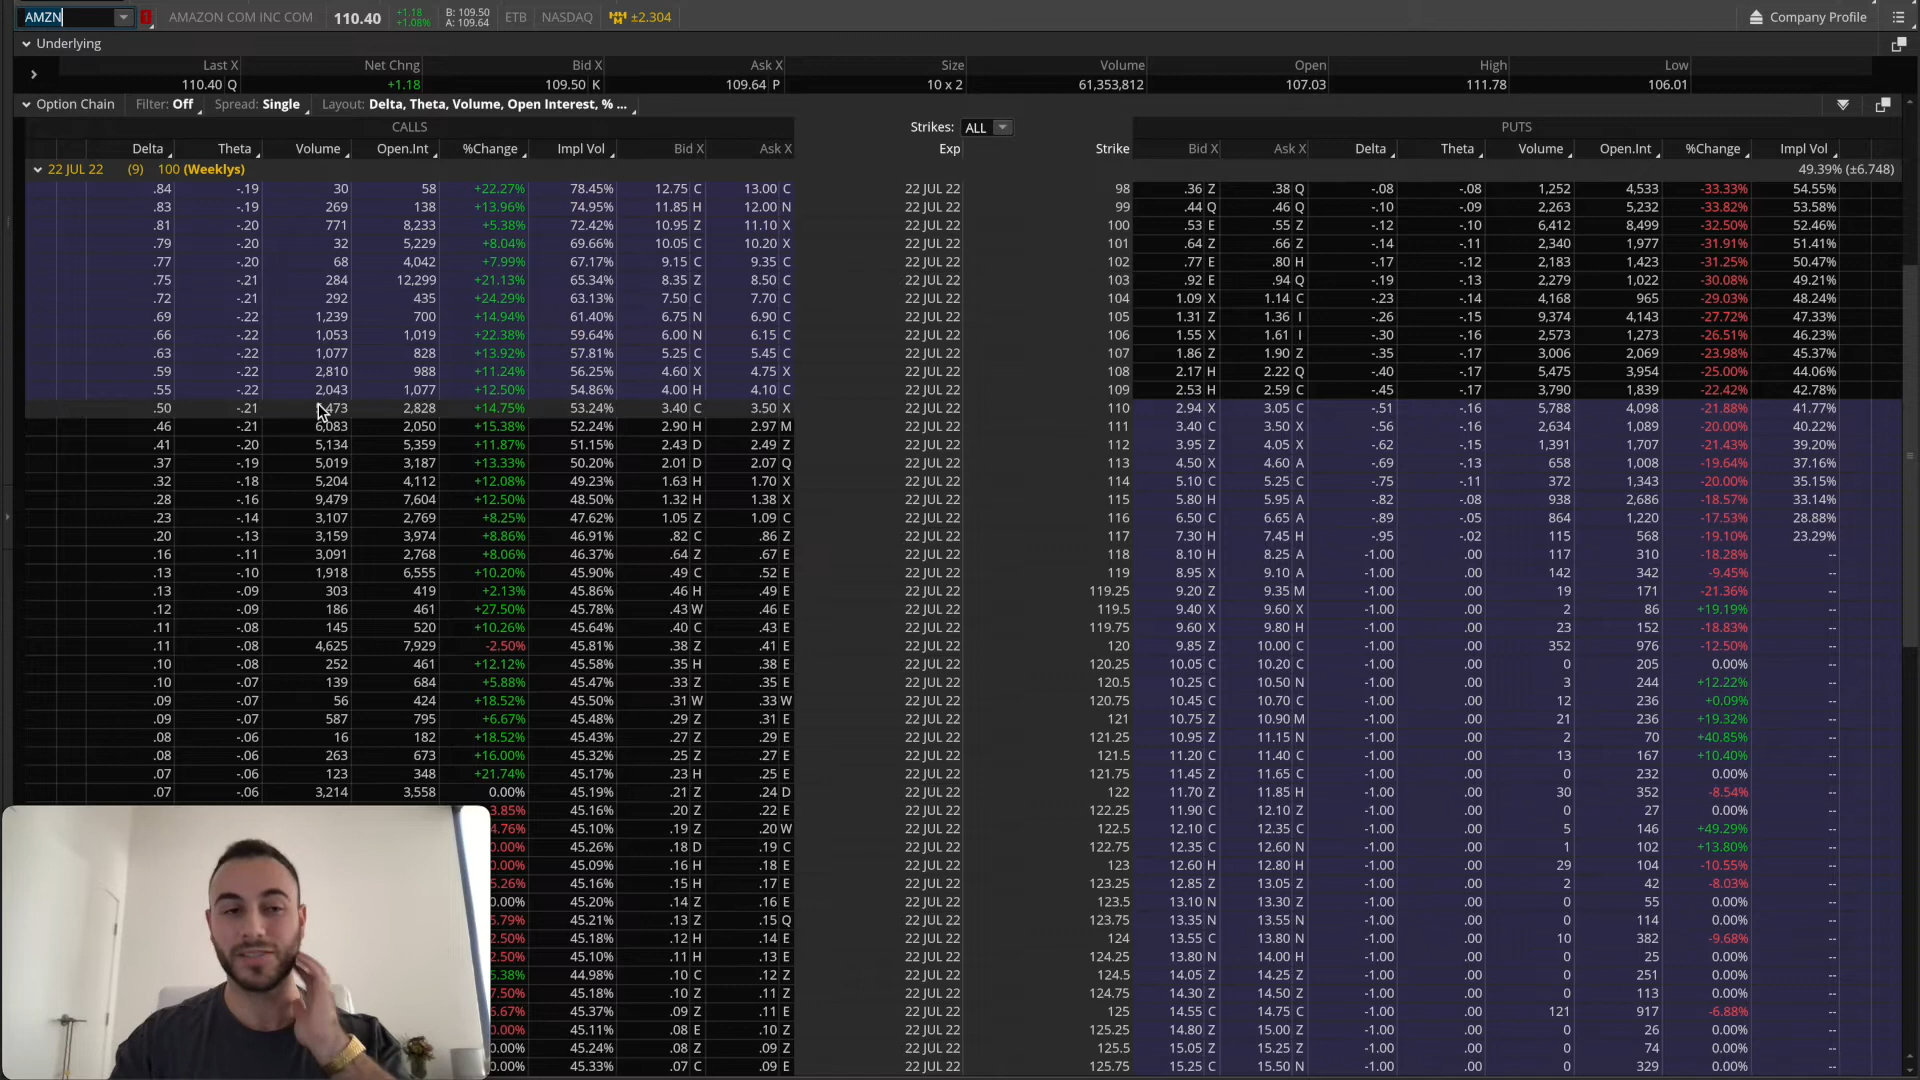 AMZN AMAZON COM INC COM 110.40 +1.18 +1.08% B: 109.50 A: 109.64 ETB NASDAQ ±2.304 Company Profile
Underlying
Last X Net Chng Bid X Ask X Size Volume Open High Low
110.40 Q +1.18 109.50 K 109.64 P 10 x 2 61,353,812 107.03 111.78 106.01
Option Chain Filter: Off Spread: Single Layout: Delta, Theta, Volume, Open Interest, % ...
CALLS Strikes: ALL PUTS
Delta Theta Volume Open.Int %Change Impl Vol Bid X Ask X Exp Strike Bid X Ask X Delta Theta Volume Open.Int %Change Impl Vol
22 JUL 22 (9) 100 (Weeklys) 49.39% (±6.748)
.84 -.19 30 58 +22.27% 78.45% 12.75 C 13.00 C 22 JUL 22 98 .36 Z .38 Q -.08 -.08 1,252 4,533 -33.33% 54.55%
.83 -.19 269 138 +13.96% 74.95% 11.85 H 12.00 N 22 JUL 22 99 .44 Q .46 Q -.10 -.09 2,263 5,232 -33.82% 53.58%
.81 -.20 771 8,233 +5.38% 72.42% 10.95 Z 11.10 X 22 JUL 22 100 .53 E .55 Z -.12 -.10 6,412 8,499 -32.50% 52.46%
.79 -.20 32 5,229 +8.04% 69.66% 10.05 C 10.20 X 22 JUL 22 101 .64 Z .66 Z -.14 -.11 2,340 1,977 -31.91% 51.41%
.77 -.20 68 4,042 +7.99% 67.17% 9.15 C 9.35 C 22 JUL 22 102 .77 E .80 H -.17 -.12 2,183 1,423 -31.25% 50.47%
.75 -.21 284 12,299 +21.13% 65.34% 8.35 Z 8.50 C 22 JUL 22 103 .92 E .94 Q -.19 -.13 2,279 1,022 -30.08% 49.21%
.72 -.21 292 435 +24.29% 63.13% 7.50 C 7.70 C 22 JUL 22 104 1.09 X 1.14 C -.23 -.14 4,168 965 -29.03% 48.24%
.69 -.22 1,239 700 +14.94% 61.40% 6.75 N 6.90 C 22 JUL 22 105 1.31 Z 1.36 I -.26 -.15 9,374 4,143 -27.72% 47.33%
.66 -.22 1,053 1,019 +22.38% 59.64% 6.00 N 6.15 C 22 JUL 22 106 1.55 X 1.61 I -.30 -.16 2,573 1,273 -26.51% 46.23%
.63 -.22 1,077 828 +13.92% 57.81% 5.25 C 5.45 C 22 JUL 22 107 1.86 Z 1.90 Z -.35 -.17 3,006 2,069 -23.98% 45.37%
.59 -.22 2,810 988 +11.24% 56.25% 4.60 X 4.75 X 22 JUL 22 108 2.17 H 2.22 Q -.40 -.17 5,475 3,954 -25.00% 44.06%
.55 -.22 2,043 1,077 +12.50% 54.86% 4.00 H 4.10 C 22 JUL 22 109 2.53 H 2.59 C -.45 -.17 3,790 1,839 -22.42% 42.78%
.50 -.21 2,828 +14.75% 53.24% 3.40 C 3.50 X 22 JUL 22 110 2.94 X 3.05 C -.51 -.16 5,788 4,098 -21.88% 41.77%
.46 -.21 6,083 2,050 +15.38% 52.24% 2.90 H 2.97 M 22 JUL 22 111 3.40 C 3.50 X -.56 -.16 2,634 1,089 -20.00% 40.22%
.41 -.20 5,134 5,359 +11.87% 51.15% 2.43 D 2.49 Z 22 JUL 22 112 3.95 Z 4.05 X -.62 -.15 1,391 1,707 -21.43% 39.20%
.37 -.19 5,019 3,187 +13.33% 50.20% 2.01 D 2.07 Q 22 JUL 22 113 4.50 X 4.60 A -.69 -.13 658 1,008 -19.64% 37.16%
.32 -.18 5,204 4,112 +12.08% 49.23% 1.63 H 1.70 X 22 JUL 22 114 5.10 C 5.25 C -.75 -.11 372 1,343 -20.00% 35.15%
.28 -.16 9,479 7,604 +12.50% 48.50% 1.32 H 1.38 X 22 JUL 22 115 5.80 H 5.95 A -.82 -.08 938 2,686 -18.57% 33.14%
.23 -.14 3,107 2,769 +8.25% 47.62% 1.05 Z 1.09 C 22 JUL 22 116 6.50 C 6.65 A -.89 -.05 864 1,220 -17.53% 28.88%
.20 -.13 3,159 3,974 +8.86% 46.91% .82 C .86 Z 22 JUL 22 117 7.30 H 7.45 H -.95 -.02 115 568 -19.10% 23.29%
.16 -.11 3,091 2,768 +8.06% 46.37% .64 Z .67 E 22 JUL 22 118 8.10 H 8.25 A -1.00 .00 117 310 -18.28% --
.13 -.10 1,918 6,555 +10.20% 45.90% .49 C .52 E 22 JUL 22 119 8.95 X 9.10 A -1.00 .00 142 342 -9.45% --
.13 -.09 303 419 +2.13% 45.86% .46 H .49 E 22 JUL 22 119.25 9.20 Z 9.35 M -1.00 .00 19 171 -21.36% --
.12 -.09 186 461 +27.50% 45.78% .43 W .46 E 22 JUL 22 119.5 9.40 X 9.60 X -1.00 .00 2 86 +19.19% --
.11 -.08 145 520 +10.26% 45.64% .40 C .43 E 22 JUL 22 119.75 9.60 X 9.80 H -1.00 .00 23 152 -18.83% --
.11 -.08 4,625 7,929 -2.50% 45.81% .38 Z .41 E 22 JUL 22 120 9.85 Z 10.00 C -1.00 .00 352 976 -12.50% --
.10 -.08 252 461 +12.12% 45.58% .35 H .38 E 22 JUL 22 120.25 10.05 C 10.20 C -1.00 .00 0 205 0.00% --
.10 -.07 139 684 +5.88% 45.47% .33 Z .35 E 22 JUL 22 120.5 10.25 C 10.50 N -1.00 .00 3 244 +12.22% --
.09 -.07 56 424 +18.52% 45.50% .31 W .33 W 22 JUL 22 120.75 10.45 C 10.70 C -1.00 .00 12 236 +0.09% --
.09 -.07 587 795 +6.67% 45.48% .29 Z .31 E 22 JUL 22 121 10.75 Z 10.90 M -1.00 .00 21 236 +19.32% --
.08 -.06 16 182 +18.52% 45.43% .27 Z .29 E 22 JUL 22 121.25 10.95 Z 11.15 N -1.00 .00 2 70 +40.85% --
.08 -.06 263 673 +16.00% 45.32% .25 Z .27 E 22 JUL 22 121.5 11.20 C 11.40 C -1.00 .00 13 167 +10.40% --
.07 -.06 123 348 +21.74% 45.17% .23 H .25 E 22 JUL 22 121.75 11.45 Z 11.65 C -1.00 .00 0 232 0.00% --
.07 -.06 3,214 3,558 0.00% 45.19% .21 Z .24 D 22 JUL 22 122 11.70 Z 11.85 H -1.00 .00 30 352 -8.54% --
3.85% 45.16% .20 Z .22 E 22 JUL 22 122.25 11.90 C 12.10 Z -1.00 .00 0 27 0.00% --
4.76% 45.10% .19 Z .20 W 22 JUL 22 122.5 12.10 C 12.35 C -1.00 .00 5 146 +49.29% --
0.00% 45.26% .18 D .19 C 22 JUL 22 122.75 12.35 C 12.60 N -1.00 .00 1 102 +13.80% --
0.00% 45.09% .16 H .18 E 22 JUL 22 123 12.60 H 12.80 H -1.00 .00 29 104 -10.55% --
5.26% 45.16% .15 H .17 E 22 JUL 22 123.25 12.85 Z 13.05 Z -1.00 .00 2 42 -8.03% --
0.00% 45.20% .14 Z .16 E 22 JUL 22 123.5 13.10 N 13.30 Z -1.00 .00 0 55 0.00% --
5.79% 45.21% .13 Z .15 Q 22 JUL 22 123.75 13.35 N 13.55 N -1.00 .00 0 114 0.00% --
2.50% 45.18% .12 H .14 E 22 JUL 22 124 13.55 C 13.80 N -1.00 .00 10 382 -9.68% --
2.50% 45.10% .11 H .13 E 22 JUL 22 124.25 13.80 N 14.00 H -1.00 .00 0 25 0.00% --
5.38% 44.98% .10 C .12 Z 22 JUL 22 124.5 14.05 Z 14.25 Z -1.00 .00 0 251 0.00% --
7.50% 45.18% .10 Z .11 Z 22 JUL 22 124.75 14.30 Z 14.50 Z -1.00 .00 0 113 0.00% --
6.67% 45.37% .09 Z .11 E 22 JUL 22 125 14.55 C 14.75 C -1.00 .00 121 917 -6.88% --
0.00% 45.11% .08 E .10 Z 22 JUL 22 125.25 14.80 Z 15.00 Z -1.00 .00 0 26 0.00% --
0.00% 45.24% .08 Z .09 Z 22 JUL 22 125.5 15.05 Z 15.25 Z -1.00 .00 0 74 0.00% --
0.00% 45.33% .07 C .09 E 22 JUL 22 125.75 15.25 C 15.50 N -1.00 .00 0 329 0.00% --